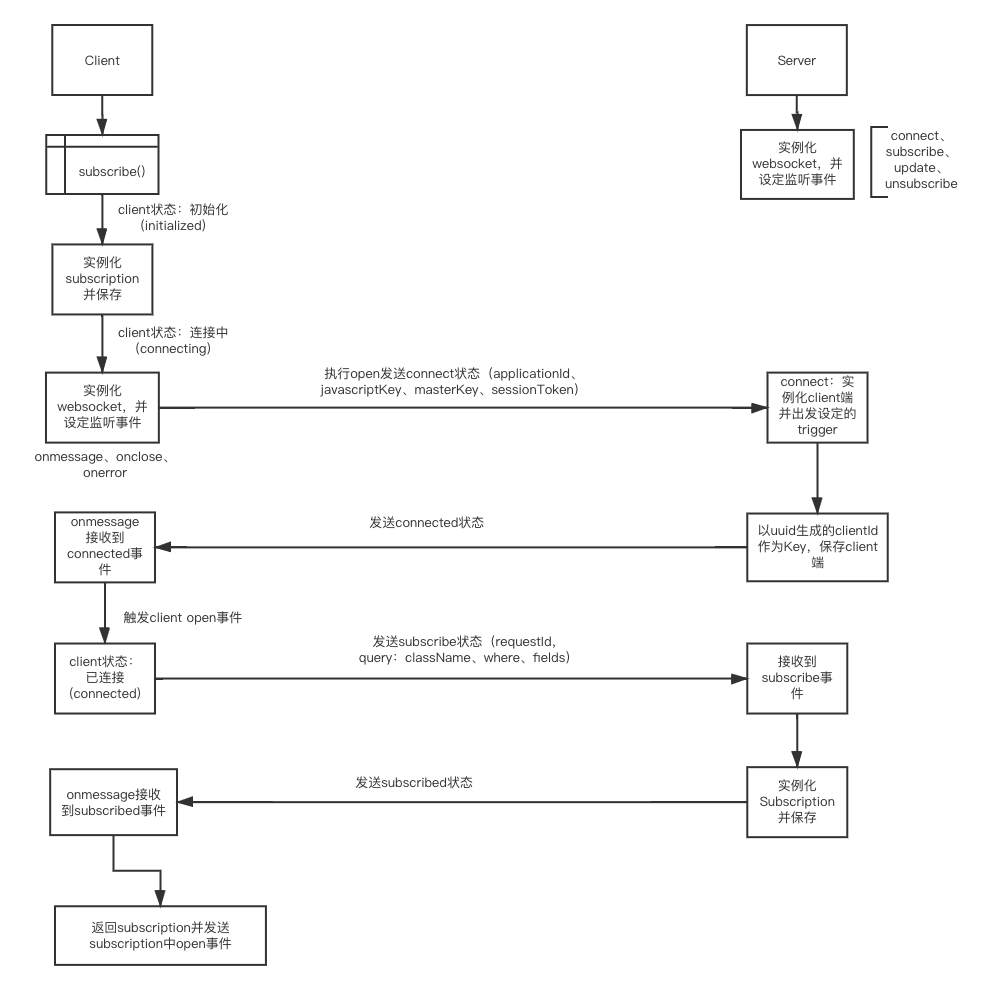 Client
Server
subscribe()
实例化
websocket，并
设定监听事件
connect、
subscribe、
update、
unsubscribe
client状态：初始化
(initialized)
实例化
subscription
并保存
client状态：连接中
(connecting)
实例化
websocket，并
设定监听事件
onmessage、onclose、
onerror
执行open发送connect状态（applicationId、
javascriptKey、masterKey、sessionToken）
connect：实
例化client端
并出发设定的
trigger
以uuid生成的clientId
作为Key，保存client
端
发送connected状态
onmessage
接收到
connected事
件
触发client open事件
client状态：
已连接
(connected)
发送subscribe状态（requestId,
query：className、where、fields）
接收到
subscribe事
件
实例化
Subscription
并保存
发送subscribed状态
onmessage接收
到subscribed事件
返回subscription并发送
subscription中open事件